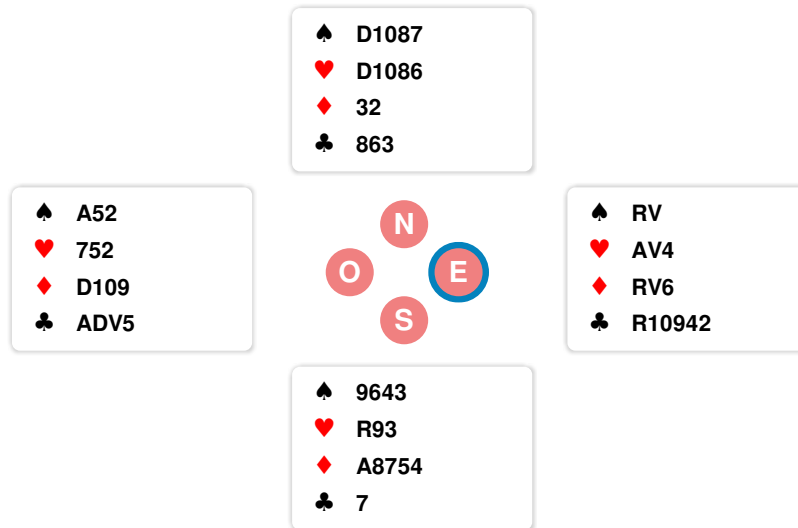 ♠ D1087
♥ D1086
♦ 32
♣ 863
♠ A52
♥ 752
♦ D109
♣ ADV5
N
O
E
S
♠ RV
♥ AV4
♦ RV6
♣ R10942
♠ 9643
♥ R93
♦ A8754
♣ 7